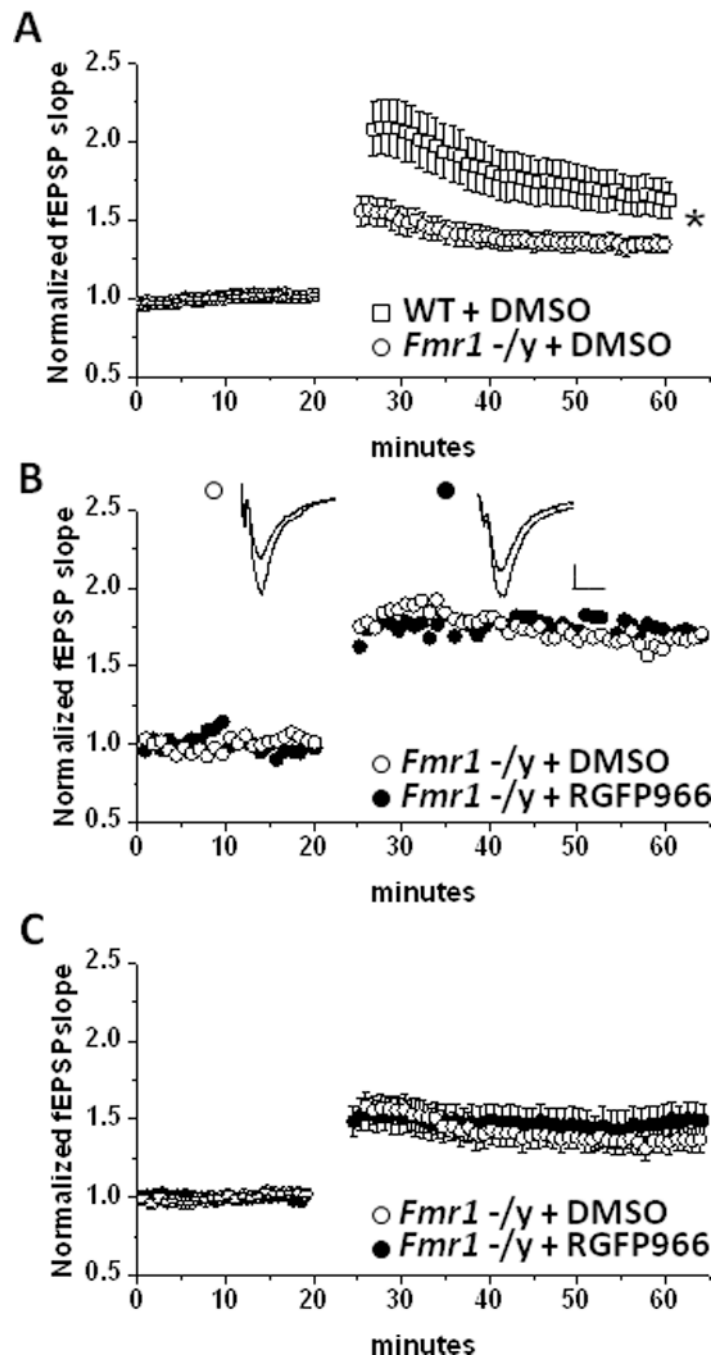 A
Normalized fEPSP slope
2.5
2.0
1.5
1.0
0.5
*
WT + DMSO
Fmr1 -/y + DMSO
0
10
20
30
40
50
60
minutes
B
Normalized fEPSP slope
2.5
2.0
1.5
1.0
0.5
Fmr1 -/y + DMSO
Fmr1 -/y + RGFP966
0
10
20
30
40
50
60
minutes
C
Normalized fEPSP slope
2.5
2.0
1.5
1.0
0.5
Fmr1 -/y + DMSO
Fmr1 -/y + RGFP966
0
10
20
30
40
50
60
minutes